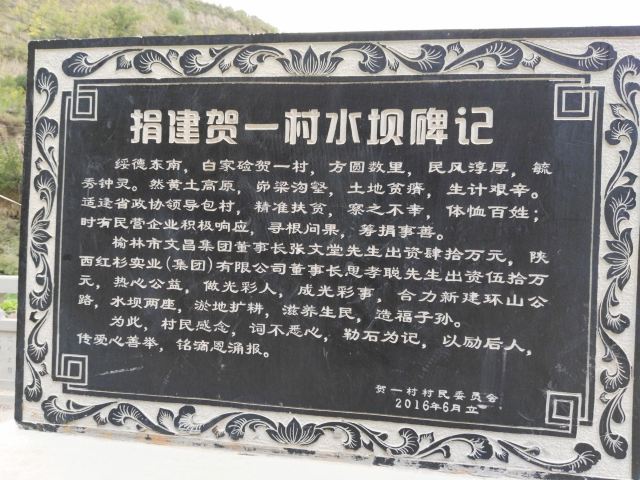 捐建贺一村水坝碑记
绥德东南，白家硷贺一村，方圆数里，民风淳厚，毓
秀钟灵。然黄土高原，峁梁沟壑，土地贫瘠，生计艰辛。
适逢省政协领导包村，精准扶贫，察之不幸，体恤百姓；
时有民营企业积极响应，寻根问果，筹捐事善。
榆林市文昌集团董事长张文堂先生出资肆拾万元，陕
西红杉实业(集团)有限公司董事长思孝聪先生出资伍拾万
元，热心公益，做光彩人，成光彩事，合力新建环山公
路，水坝两座，淤地扩耕，滋养生民，造福子孙。
为此，村民感念，词不悉心，勒石为记，以励后人，
传爱心善举，铭滴恩涌报。
贺一村村民委员会
2016年6月立